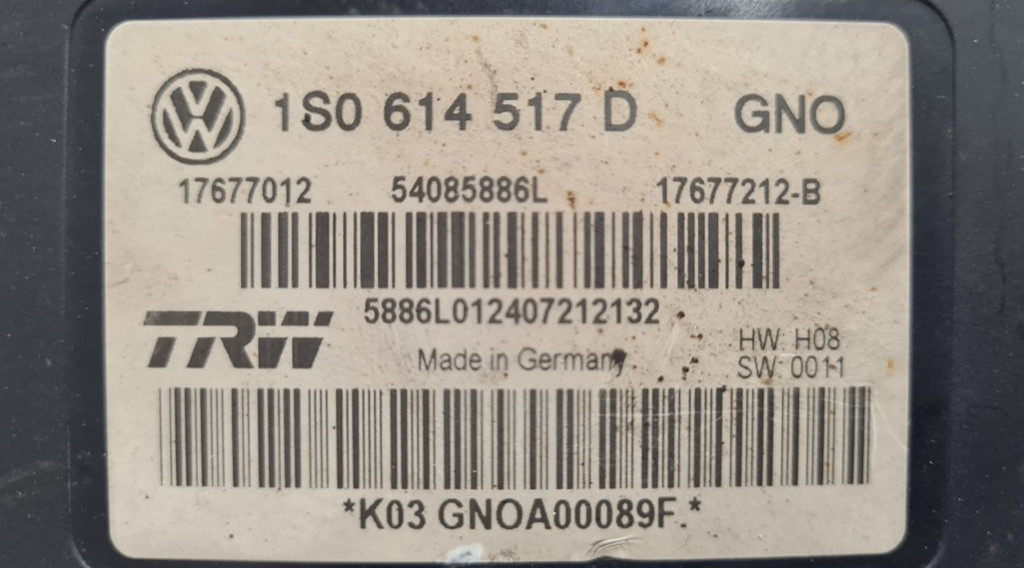 1S0 614 517 D GNO
17677012 54085886L 17677212-B
5886L012407212132
TRW
Made in Germany
HW: H08
SW: 0011
*K03 GNOA00089F.*